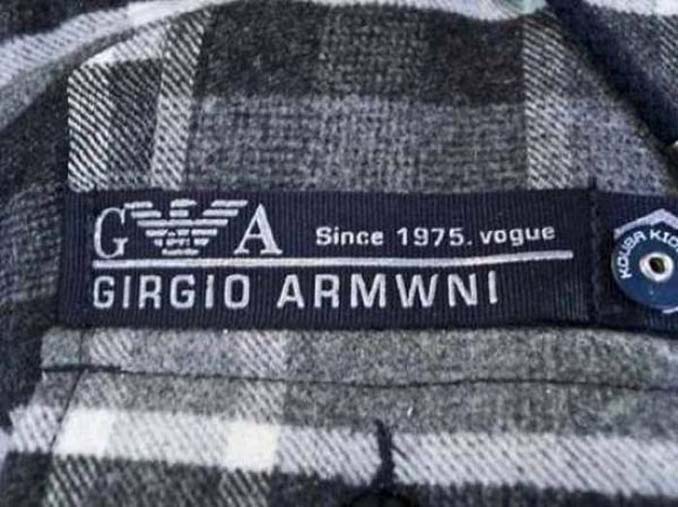 G A Since 1975. vogue
GIRGIO ARMWNI